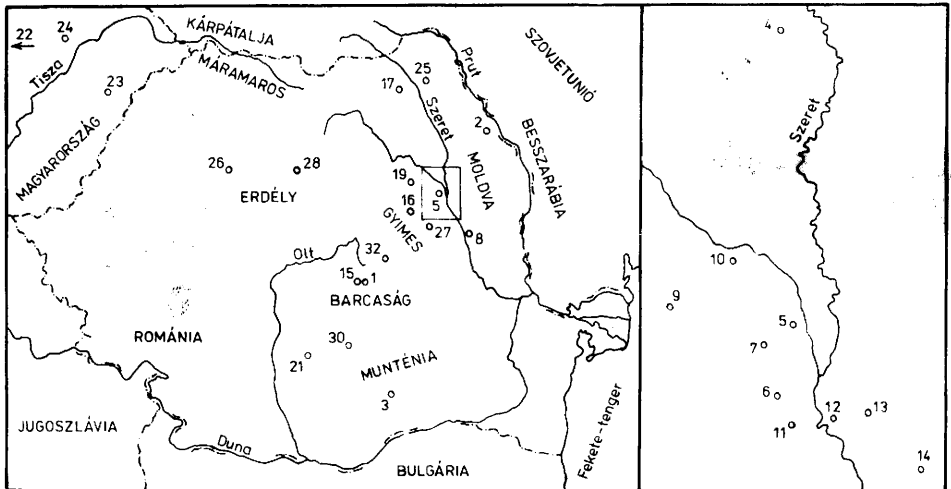 22
24
KÁRPÁTALJA
Tisza
MÁRAMAROS
23
17
25
Prut
SZOVJETUNIÓ
Szeret
2
BESSZARÁBIA
MOLDVA
MAGYARORSZÁG
26
28
ERDÉLY
19
5
16
GYIMES
27
8
Olt
32
15
1
BARCASÁG
ROMÁNIA
30
21
MUNTÉNIA
3
JUGOSZLÁVIA
Duna
BULGÁRIA
Fekete-tenger
4
Szeret
10
9
5
7
6
11
12
13
14